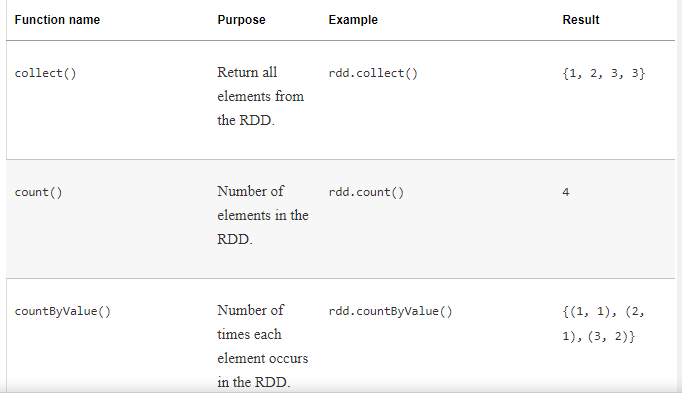 Function name Purpose Example Result
collect() Return all rdd.collect() {1, 2, 3, 3}
elements from
the RDD.
count() Number of rdd.count() 4
elements in the
RDD.
countByValue() Number of rdd.countByValue() {(1, 1), (2,
times each 1), (3, 2)}
element occurs
in the RDD.